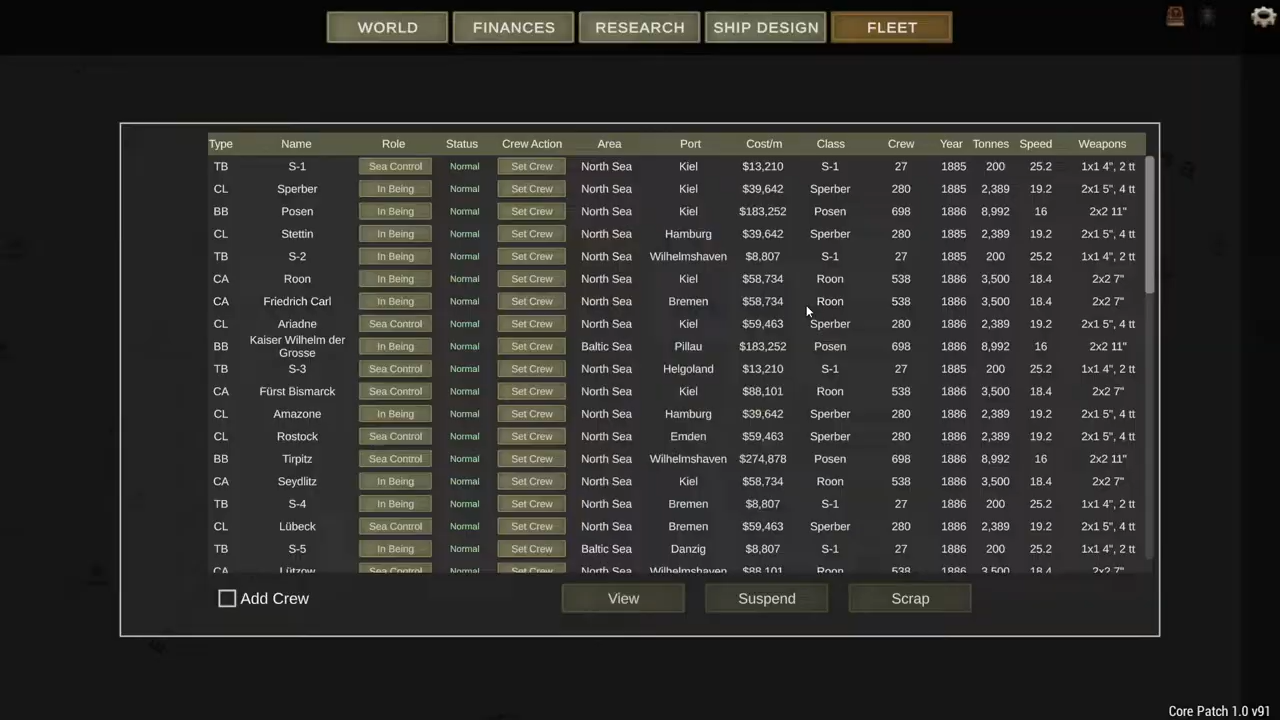 WORLD FINANCES RESEARCH SHIP DESIGN FLEET
Type Name Role Status Crew Action Area Port Cost/m Class Crew Year Tonnes Speed Weapons
TB S-1 Sea Control Normal Set Crew North Sea Kiel $13,210 S-1 27 1885 200 25.2 1x1 4", 2 tt
CL Sperber In Being Normal Set Crew North Sea Kiel $39,642 Sperber 280 1885 2,389 19.2 2x1 5", 4 tt
BB Posen In Being Normal Set Crew North Sea Kiel $183,252 Posen 698 1886 8,992 16 2x2 11"
CL Stettin In Being Normal Set Crew North Sea Hamburg $39,642 Sperber 280 1885 2,389 19.2 2x1 5", 4 tt
TB S-2 In Being Normal Set Crew North Sea Wilhelmshaven $8,807 S-1 27 1885 200 25.2 1x1 4", 2 tt
CA Roon In Being Normal Set Crew North Sea Kiel $58,734 Roon 538 1886 3,500 18.4 2x2 7"
CA Friedrich Carl In Being Normal Set Crew North Sea Bremen $58,734 Roon 538 1886 3,500 18.4 2x2 7"
CL Ariadne Sea Control Normal Set Crew North Sea Kiel $59,463 Sperber 280 1886 2,389 19.2 2x1 5", 4 tt
BB Kaiser Wilhelm der
Grosse In Being Normal Set Crew Baltic Sea Pillau $183,252 Posen 698 1886 8,992 16 2x2 11"
TB S-3 Sea Control Normal Set Crew North Sea Helgoland $13,210 S-1 27 1885 200 25.2 1x1 4", 2 tt
CA Fürst Bismarck Sea Control Normal Set Crew North Sea Kiel $88,101 Roon 538 1886 3,500 18.4 2x2 7"
CL Amazone In Being Normal Set Crew North Sea Hamburg $39,642 Sperber 280 1886 2,389 19.2 2x1 5", 4 tt
CL Rostock Sea Control Normal Set Crew North Sea Emden $59,463 Sperber 280 1886 2,389 19.2 2x1 5", 4 tt
BB Tirpitz Sea Control Normal Set Crew North Sea Wilhelmshaven $274,878 Posen 698 1886 8,992 16 2x2 11"
CA Seydlitz In Being Normal Set Crew North Sea Kiel $58,734 Roon 538 1886 3,500 18.4 2x2 7"
TB S-4 In Being Normal Set Crew North Sea Bremen $8,807 S-1 27 1886 200 25.2 1x1 4", 2 tt
CL Lübeck Sea Control Normal Set Crew North Sea Bremen $59,463 Sperber 280 1886 2,389 19.2 2x1 5", 4 tt
TB S-5 In Being Normal Set Crew Baltic Sea Danzig $8,807 S-1 27 1886 200 25.2 1x1 4", 2 tt
CA Lützow Sea Control Normal Set Crew North Sea Wilhelmshaven $88,101 Roon 538 1886 3,500 18.4 2x2 7"
Add Crew View Suspend Scrap
Core Patch 1.0 v91